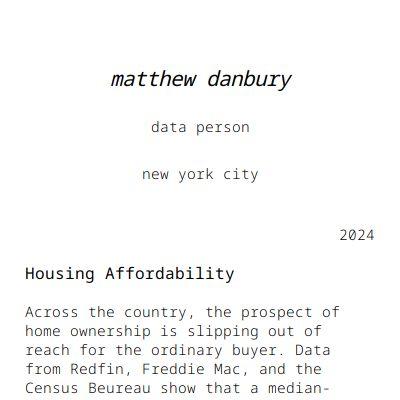 matthew danbury
data person
new york city
2024
Housing Affordability
Across the country, the prospect of
home ownership is slipping out of
reach for the ordinary buyer. Data
from Redfin, Freddie Mac, and the
Census Beureau show that a median-